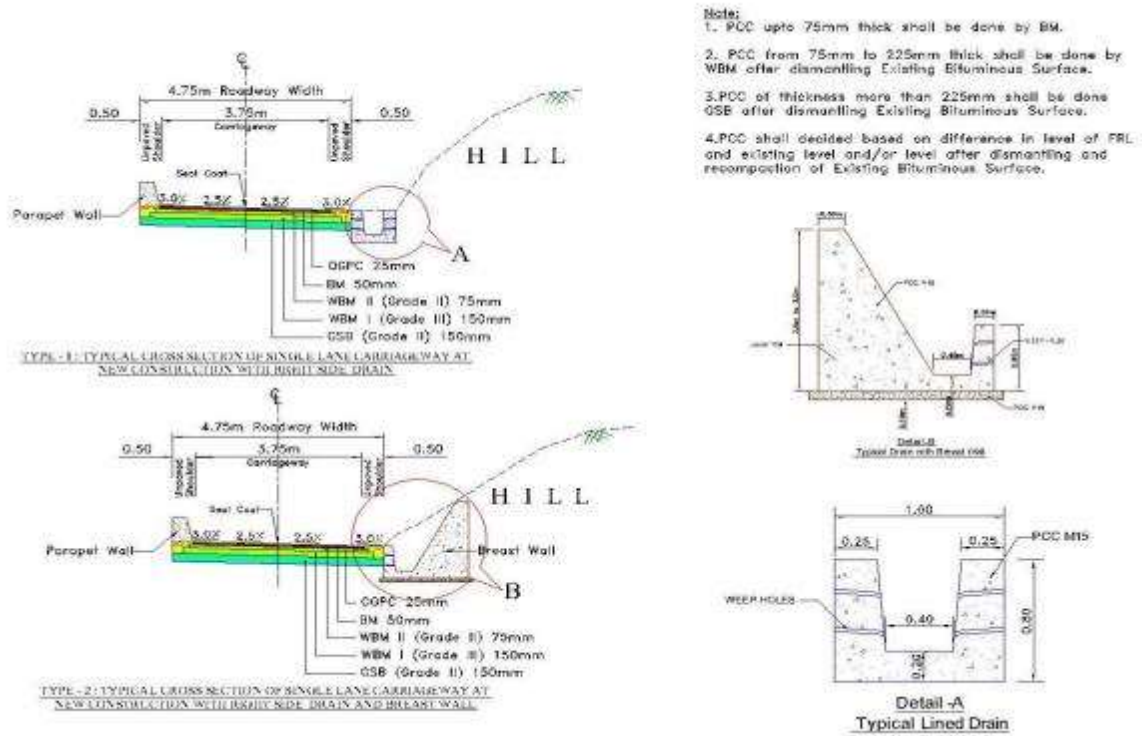 Note:
1. PCC upto 75mm thick shall be done by BM.
2. PCC from 75mm to 225mm thick shall be done by
WBM after dismantling Existing Bituminous Surface.
3.PCC of thickness more than 225mm shall be done
GSB after dismantling Existing Bituminous Surface.
4.PCC shall decided based on difference in level of FRL
and existing level and/or level after dismantling and
recompaction of Existing Bituminous Surface.
4.75m Roadway Width
0.50
3.75m
0.50
Carriageway
Unpaved
Shoulder
Unpaved
Shoulder
H I L L
Seal Coat
3.0%
2.5%
2.5%
3.0%
Parapet Wall
A
OGPC 25mm
BM 50mm
WBM II (Grade II) 75mm
WBM I (Grade III) 150mm
GSB (Grade II) 150mm
TYPE - 1 : TYPICAL CROSS SECTION OF SINGLE LANE CARRIAGEWAY AT
NEW CONSTRUCTION WITH RIGHT SIDE DRAIN
4.75m Roadway Width
0.50
3.75m
0.50
Carriageway
Unpaved
Shoulder
Unpaved
Shoulder
H I L L
Seal Coat
3.0%
2.5%
2.5%
3.0%
Parapet Wall
Breast Wall
B
OGPC 25mm
BM 50mm
WBM II (Grade II) 75mm
WBM I (Grade III) 150mm
GSB (Grade II) 150mm
TYPE - 2 : TYPICAL CROSS SECTION OF SINGLE LANE CARRIAGEWAY AT
NEW CONSTRUCTION WITH RIGHT SIDE DRAIN AND BREAST WALL
Detail-B
Typical Drain with Breast Wall
1.00
0.25
0.25
PCC M15
WEEP HOLES
0.40
0.80
0.20
Detail -A
Typical Lined Drain